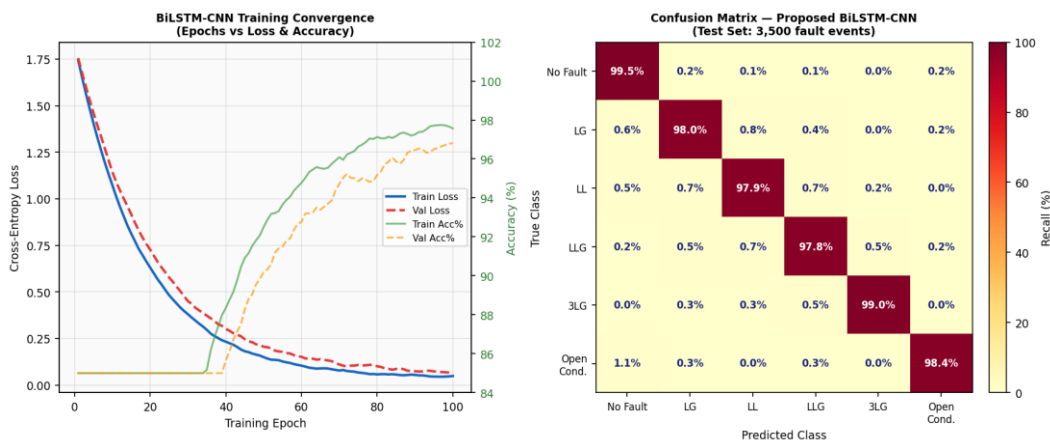 BiLSTM-CNN Training Convergence
(Epochs vs Loss & Accuracy)
Cross-Entropy Loss
1.75
1.50
1.25
1.00
0.75
0.50
0.25
0.00
0
20
40
60
80
100
Training Epoch
Train Loss
Val Loss
Train Acc%
Val Acc%
102
100
98
96
94
92
90
88
86
84
Accuracy (%)
Confusion Matrix — Proposed BiLSTM-CNN
(Test Set: 3,500 fault events)
True Class
No Fault 99.5% 0.2% 0.1% 0.1% 0.0% 0.2%
LG 0.6% 98.0% 0.8% 0.4% 0.0% 0.2%
LL 0.5% 0.7% 97.9% 0.7% 0.2% 0.0%
LLG 0.2% 0.5% 0.7% 97.8% 0.5% 0.2%
3LG 0.0% 0.3% 0.3% 0.5% 99.0% 0.0%
Open
Cond. 1.1% 0.3% 0.0% 0.3% 0.0% 98.4%
No Fault LG LL LLG 3LG Open
Cond.
Predicted Class
100
80
60
40
20
0
Recall (%)